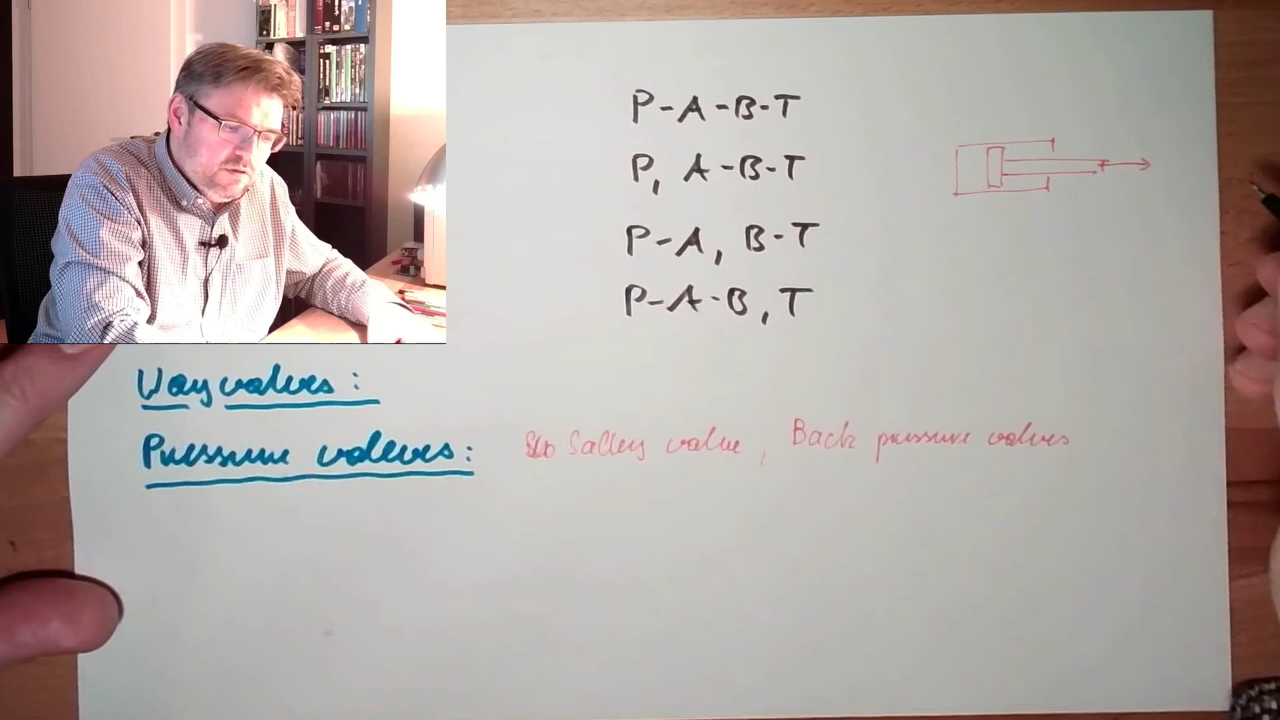 P-A-B-T
P, A-B-T
P-A, B-T
P-A-B, T
Way valves:
Pressure valves: Safety valve, Back pressure valves